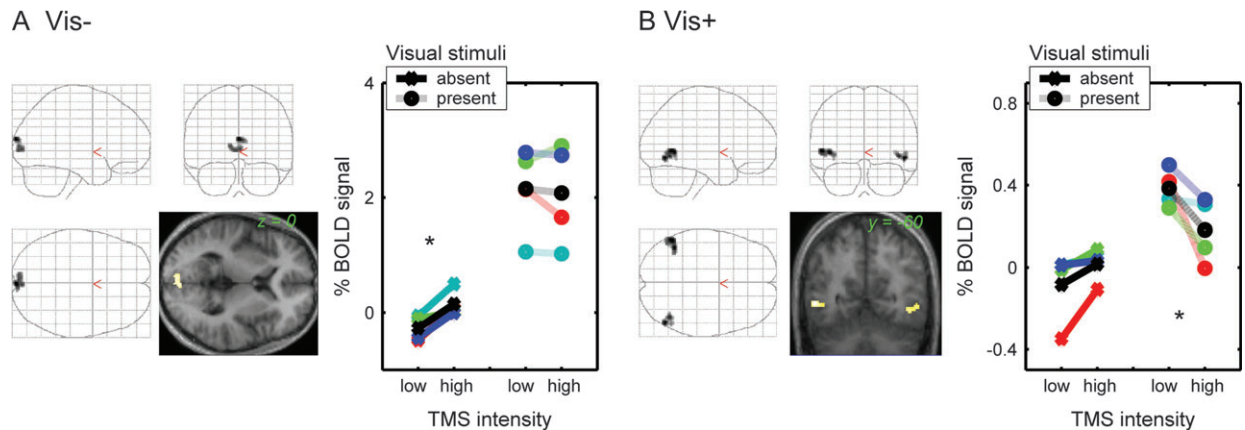 A Vis-
z = 0
Visual stimuli
absent
present
% BOLD signal
4
2
0
*
low high low high
TMS intensity
B Vis+
y = -60
Visual stimuli
absent
present
% BOLD signal
0.8
0.4
0
-0.4
*
low high low high
TMS intensity